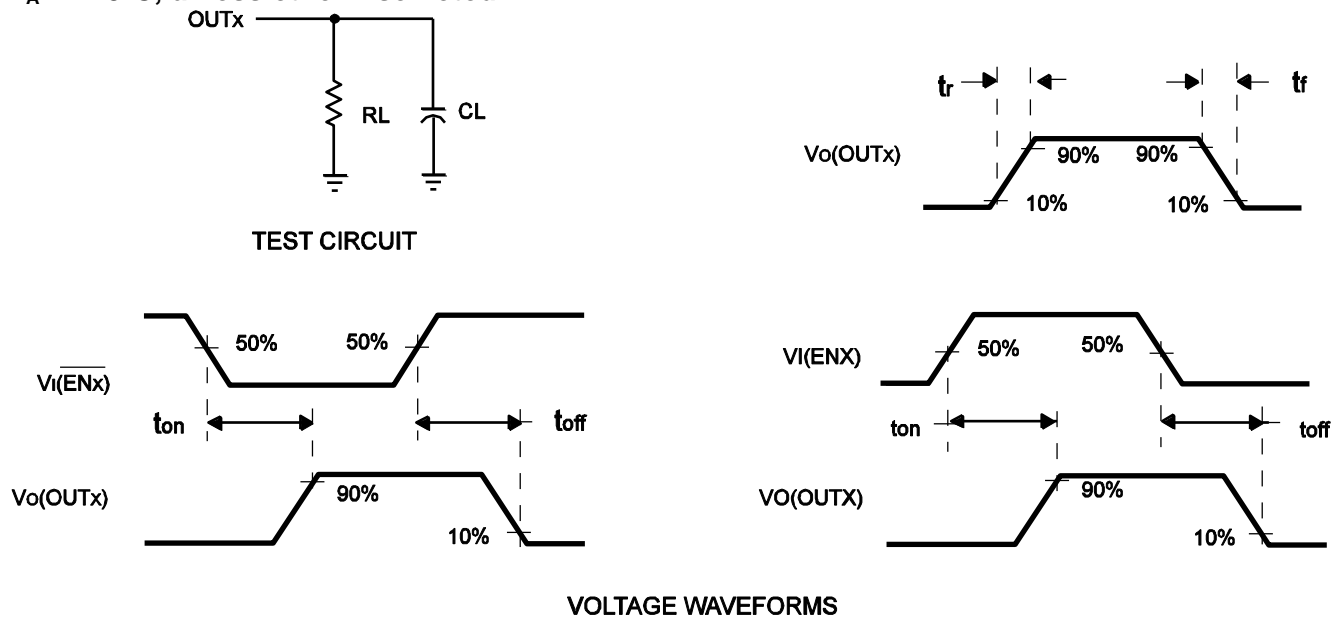 OUTx
RL
CL
TEST CIRCUIT
tr
tf
Vo(OUTx)
90%
90%
10%
10%
VI(ENx)
50%
50%
ton
toff
Vo(OUTx)
90%
10%
VI(ENX)
50%
50%
ton
toff
VO(OUTX)
90%
10%
VOLTAGE WAVEFORMS